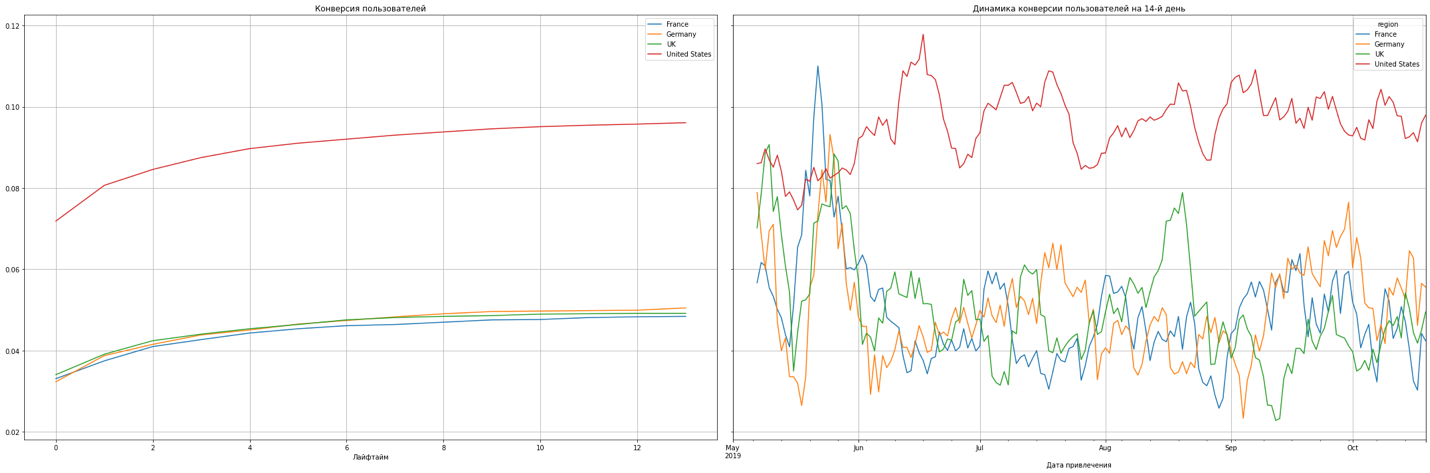 Конверсия пользователей
France
Germany
UK
United States
0.12
0.10
0.08
0.06
0.04
0.02
0 2 4 6 8 10 12
Лайфтайм
Динамика конверсии пользователей на 14-й день
region
France
Germany
UK
United States
May Jun Jul Aug Sep Oct
2019
Дата привлечения